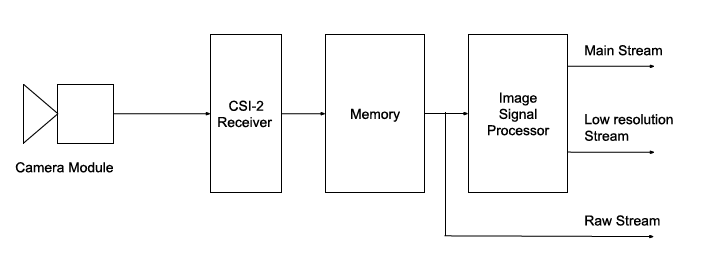 Camera Module
CSI-2
Receiver
Memory
Image
Signal
Processor
Main Stream
Low resolution
Stream
Raw Stream